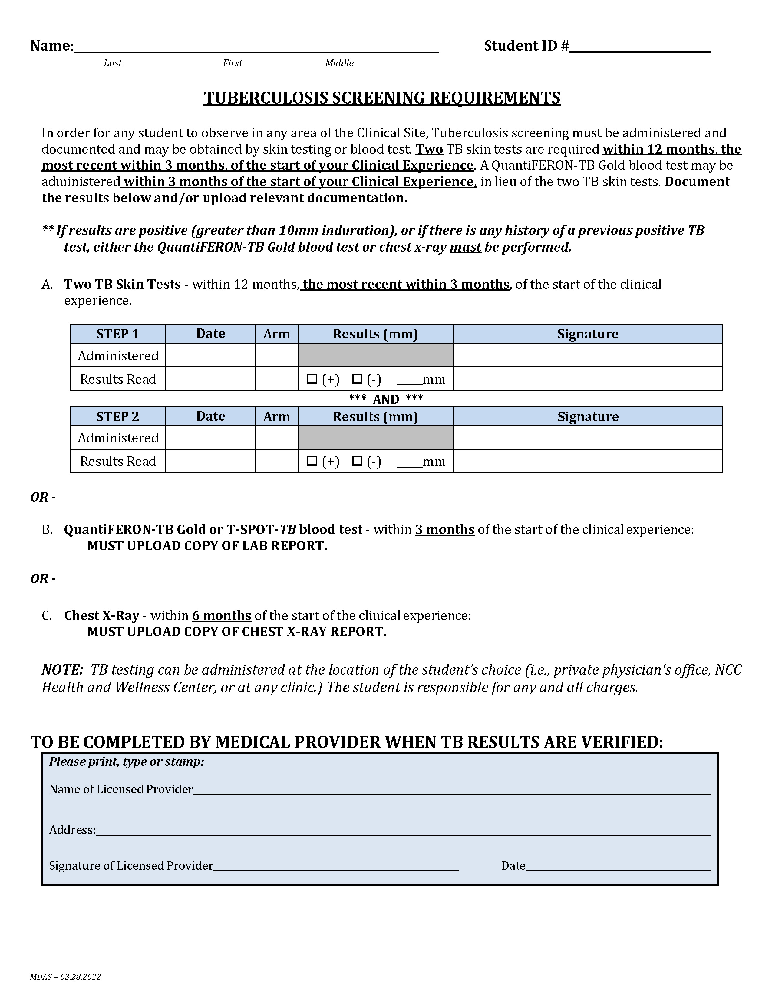 Name:____________ Student ID #____________
Last First Middle
TUBERCULOSIS SCREENING REQUIREMENTS
In order for any student to observe in any area of the Clinical Site, Tuberculosis screening must be administered and
documented and may be obtained by skin testing or blood test. Two TB skin tests are required within 12 months, the
most recent within 3 months, of the start of your Clinical Experience. A QuantiFERON-TB Gold blood test may be
administered within 3 months of the start of your Clinical Experience, in lieu of the two TB skin tests. Document
the results below and/or upload relevant documentation.
** If results are positive (greater than 10mm induration), or if there is any history of a previous positive TB
test, either the QuantiFERON-TB Gold blood test or chest x-ray must be performed.
A. Two TB Skin Tests - within 12 months, the most recent within 3 months, of the start of the clinical
experience.
STEP 1 Date Arm Results (mm) Signature
Administered
Results Read ☐ (+) ☐ (-) ____mm
*** AND ***
STEP 2 Date Arm Results (mm) Signature
Administered
Results Read ☐ (+) ☐ (-) ____mm
OR -
B. QuantiFERON-TB Gold or T-SPOT-TB blood test - within 3 months of the start of the clinical experience:
MUST UPLOAD COPY OF LAB REPORT.
OR -
C. Chest X-Ray - within 6 months of the start of the clinical experience:
MUST UPLOAD COPY OF CHEST X-RAY REPORT.
NOTE: TB testing can be administered at the location of the student’s choice (i.e., private physician's office, NCC
Health and Wellness Center, or at any clinic.) The student is responsible for any and all charges.
TO BE COMPLETED BY MEDICAL PROVIDER WHEN TB RESULTS ARE VERIFIED:
Please print, type or stamp:
Name of Licensed Provider____________
Address:____________
Signature of Licensed Provider____________ Date____________
MDAS – 03.28.2022